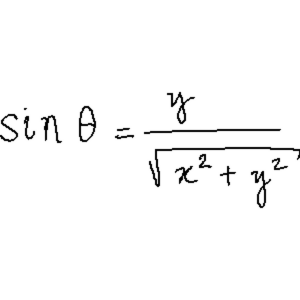 sin θ = y / √(x² + y²)